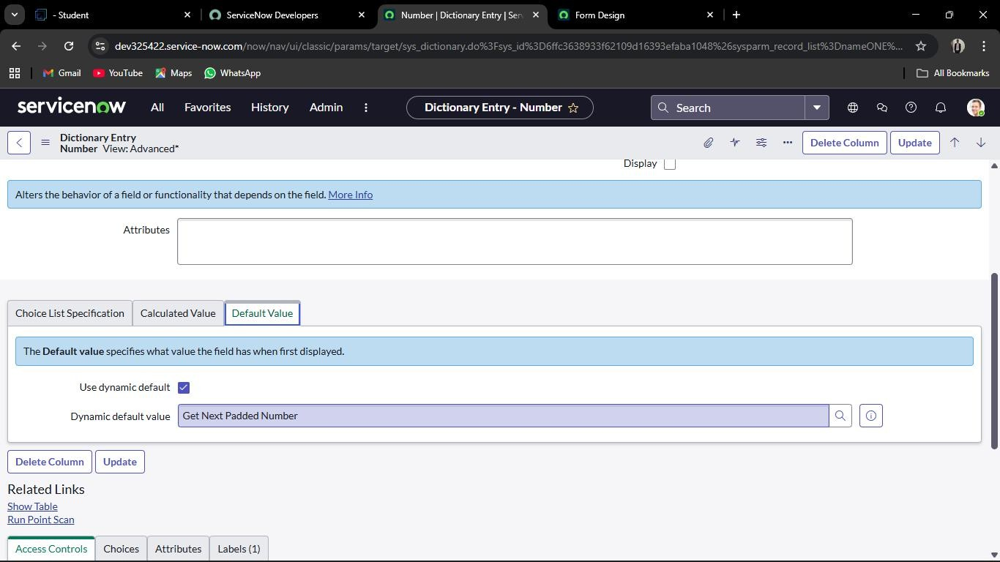 - Student
ServiceNow Developers
Number | Dictionary Entry | Ser
Form Design
dev325422.service-now.com/now/nav/ui/classic/params/target/sys_dictionary.do%3Fsys_id%3D6ffc3638933f62109d16393efaba1048%26sysparm_record_list%3DnameONE%...
Gmail
YouTube
Maps
WhatsApp
All Bookmarks
servicenow
All
Favorites
History
Admin
Dictionary Entry - Number
Search
Dictionary Entry
Number View: Advanced*
Delete Column
Update
Display
Alters the behavior of a field or functionality that depends on the field. More Info
Attributes
Choice List Specification
Calculated Value
Default Value
The Default value specifies what value the field has when first displayed.
Use dynamic default
Dynamic default value
Get Next Padded Number
Delete Column
Update
Related Links
Show Table
Run Point Scan
Access Controls
Choices
Attributes
Labels (1)